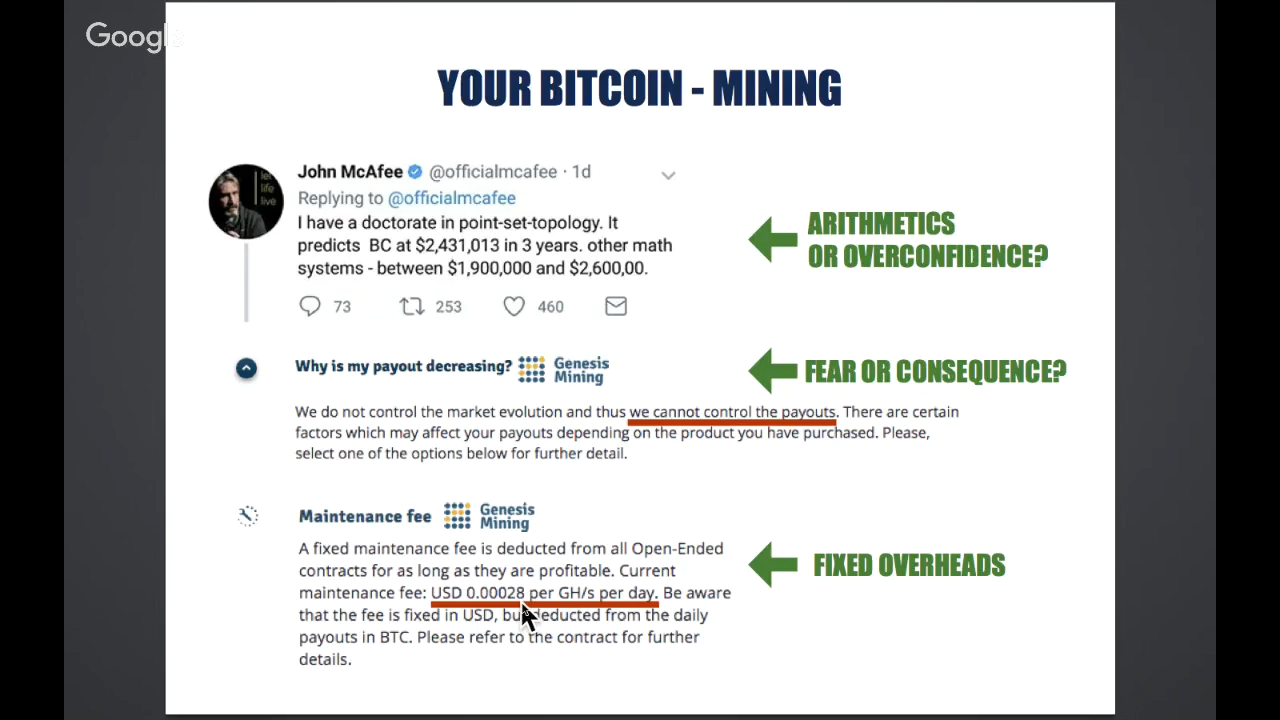 Google
YOUR BITCOIN - MINING
let
life
live
John McAfee @officialmcafee · 1d
Replying to @officialmcafee
I have a doctorate in point-set-topology. It
predicts BC at $2,431,013 in 3 years. other math
systems - between $1,900,000 and $2,600,00.
73 253 460
ARITHMETICS
OR OVERCONFIDENCE?
Why is my payout decreasing? Genesis
Mining
FEAR OR CONSEQUENCE?
We do not control the market evolution and thus we cannot control the payouts. There are certain
factors which may affect your payouts depending on the product you have purchased. Please,
select one of the options below for further detail.
Maintenance fee Genesis
Mining
A fixed maintenance fee is deducted from all Open-Ended
contracts for as long as they are profitable. Current
maintenance fee: USD 0.00028 per GH/s per day. Be aware
that the fee is fixed in USD, but deducted from the daily
payouts in BTC. Please refer to the contract for further
details.
FIXED OVERHEADS